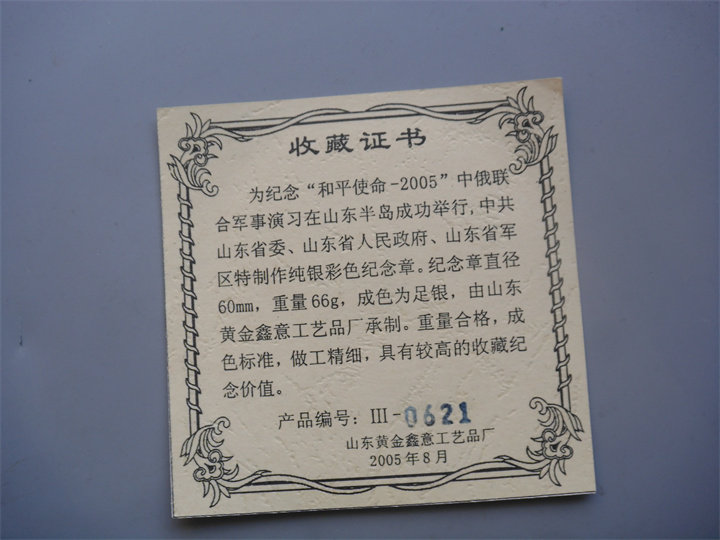 收藏证书
为纪念“和平使命-2005”中俄联
合军事演习在山东半岛成功举行,中共
山东省委、山东省人民政府、山东省军
区特制作纯银彩色纪念章。纪念章直径
60mm，重量66g，成色为足银，由山东
黄金鑫意工艺品厂承制。重量合格，成
色标准，做工精细，具有较高的收藏纪
念价值。
产品编号：III-0621
山东黄金鑫意工艺品厂
2005年8月